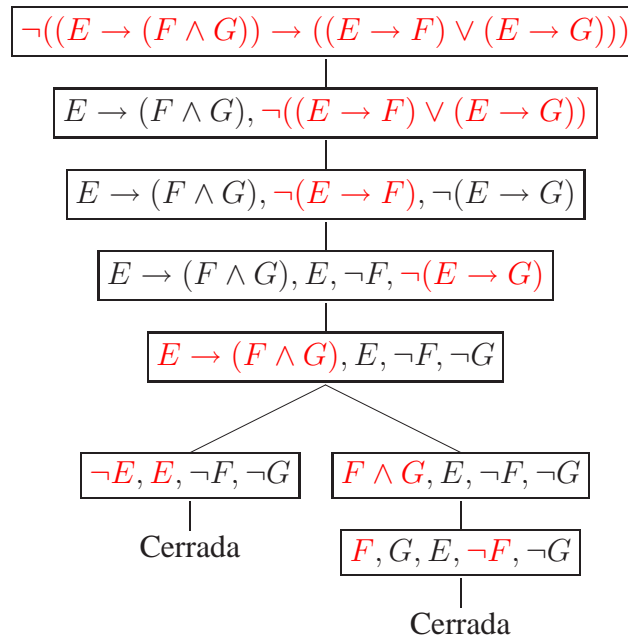 ¬((E → (F ∧ G)) → ((E → F) ∨ (E → G)))
E → (F ∧ G), ¬((E → F) ∨ (E → G))
E → (F ∧ G), ¬(E → F), ¬(E → G)
E → (F ∧ G), E, ¬F, ¬(E → G)
E → (F ∧ G), E, ¬F, ¬G
¬E, E, ¬F, ¬G
F ∧ G, E, ¬F, ¬G
Cerrada
F, G, E, ¬F, ¬G
Cerrada